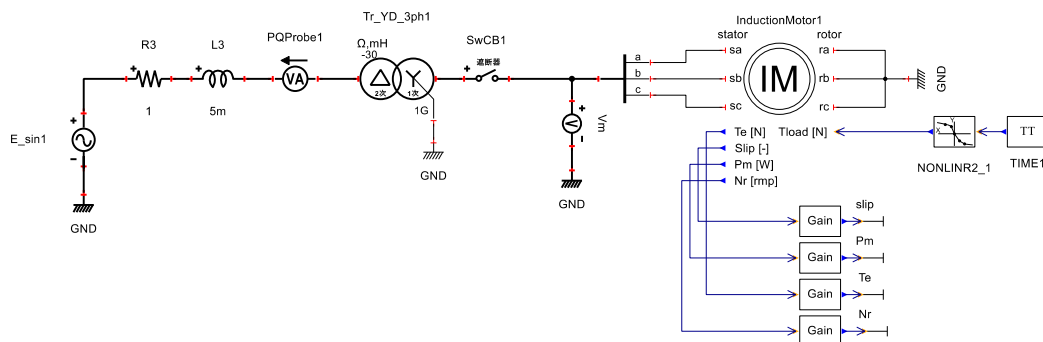 Tr_YD_3ph1
InductionMotor1
stator rotor
R3 L3 PQProbe1 Ω,mH -30 SwCB1
遮断器
VA
2次 1次
1 5m 1G
a sa ra
b sb IM rb
c sc rc
GND
E_sin1
V Vm
GND
GND
GND
Te [N] Tload [N]
Slip [-]
Pm [W]
Nr [rmp]
X Y
NONLINR2_1
TT
TIME1
Gain slip
Gain Pm
Gain Te
Gain Nr